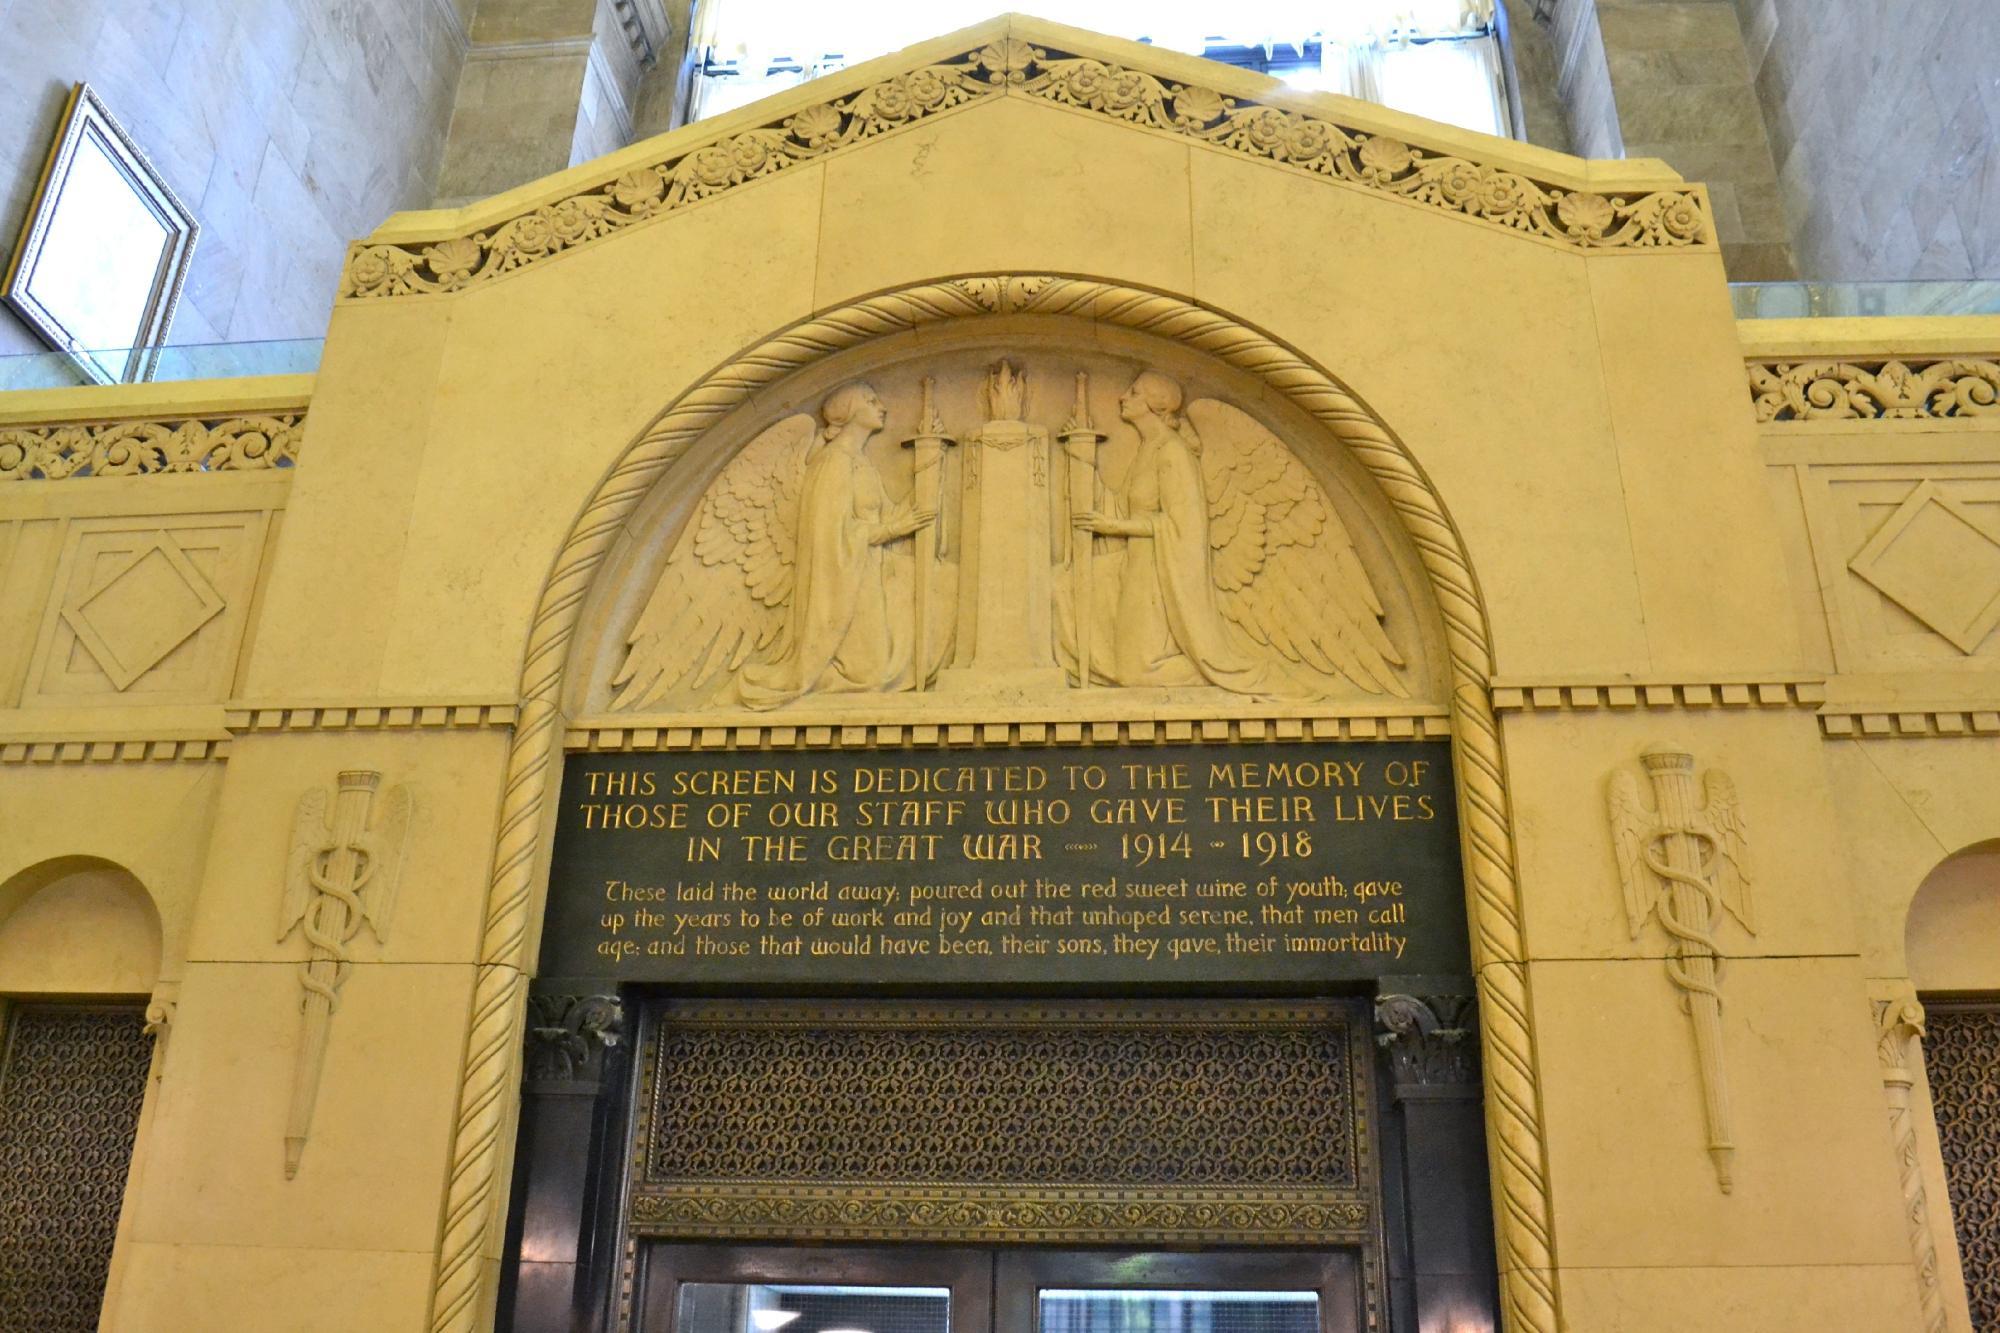 THIS SCREEN IS DEDICATED TO THE MEMORY OF
THOSE OF OUR STAFF WHO GAVE THEIR LIVES
IN THE GREAT WAR 1914 - 1918
These laid the world away; poured out the red sweet wine of youth; gave
up the years to be of work and joy and that unhoped serene, that men call
age; and those that would have been, their sons, they gave, their immortality